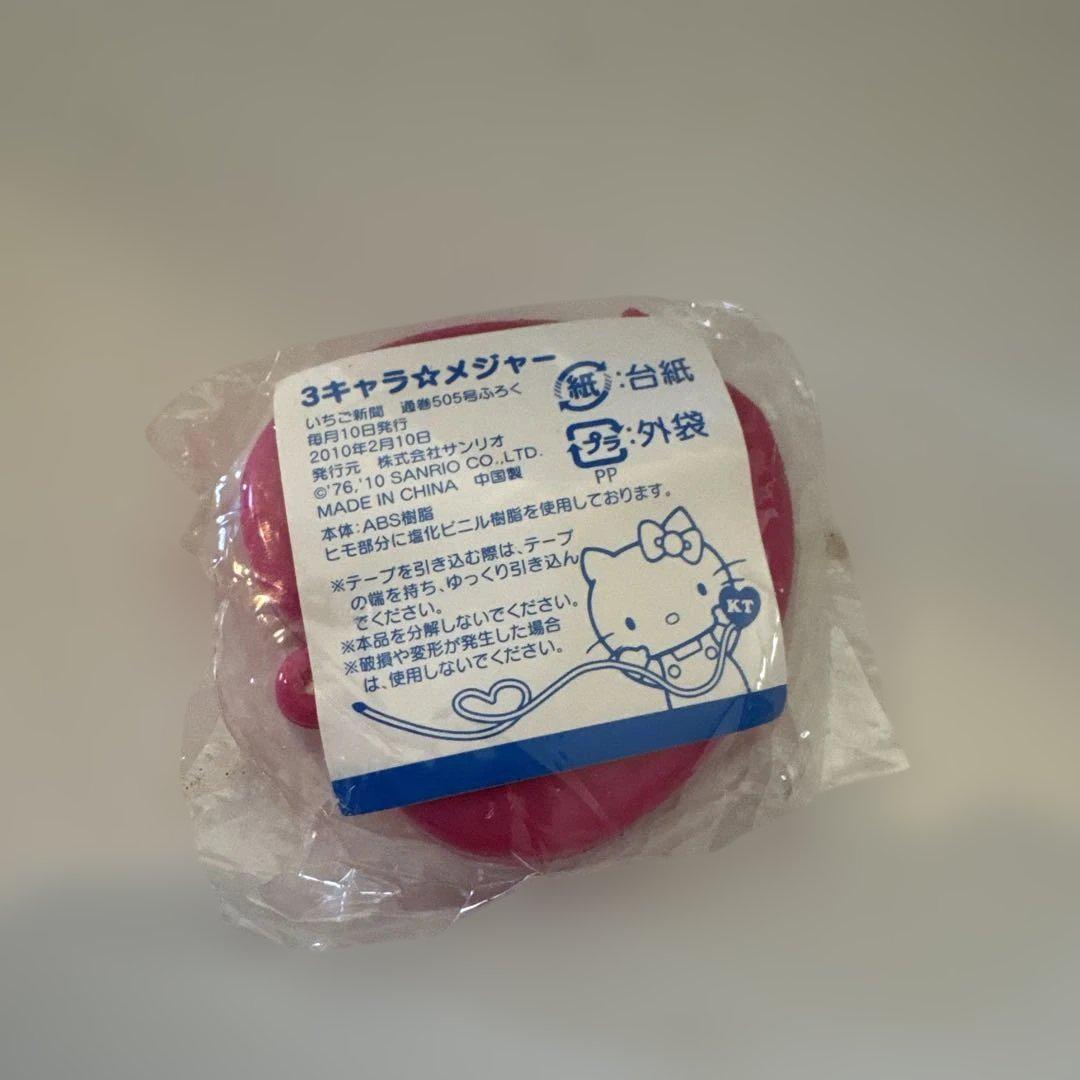 3キャラ☆メジャー
いちご新聞 通巻505号ふろく
毎月10日発行
2010年2月10日
発行元 株式会社サンリオ
©'76,'10 SANRIO CO.,LTD.
MADE IN CHINA 中国製
紙:台紙
プラ:外袋
PP
本体:ABS樹脂
ヒモ部分に塩化ビニル樹脂を使用しております。
※テープを引き込む際は、テープ
の端を持ち、ゆっくり引き込ん
でください。
※本品を分解しないでください。
※破損や変形が発生した場合
は、使用しないでください。
KT